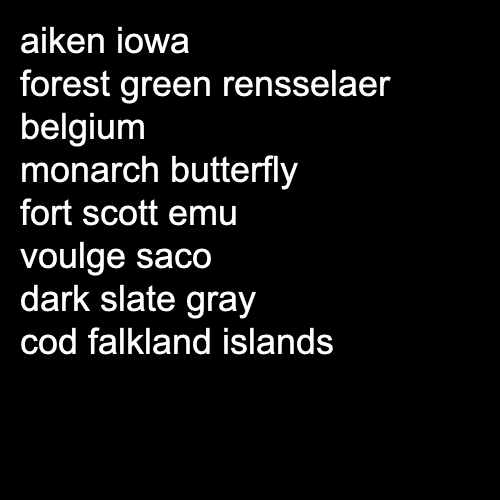 aiken iowa
forest green rensselaer
belgium
monarch butterfly
fort scott emu
voulge saco
dark slate gray
cod falkland islands